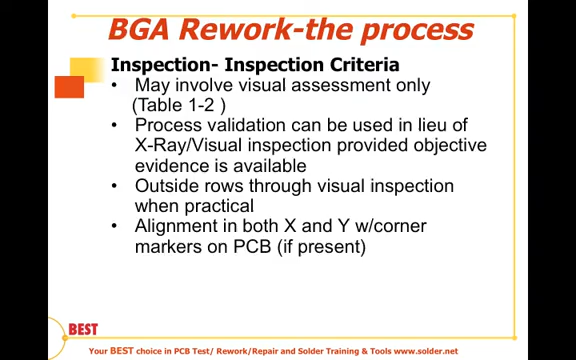 BGA Rework-the process
Inspection- Inspection Criteria
• May involve visual assessment only
(Table 1-2 )
• Process validation can be used in lieu of
X-Ray/Visual inspection provided objective
evidence is available
• Outside rows through visual inspection
when practical
• Alignment in both X and Y w/corner
markers on PCB (if present)
BEST
Your BEST choice in PCB Test/ Rework/Repair and Solder Training & Tools www.solder.net